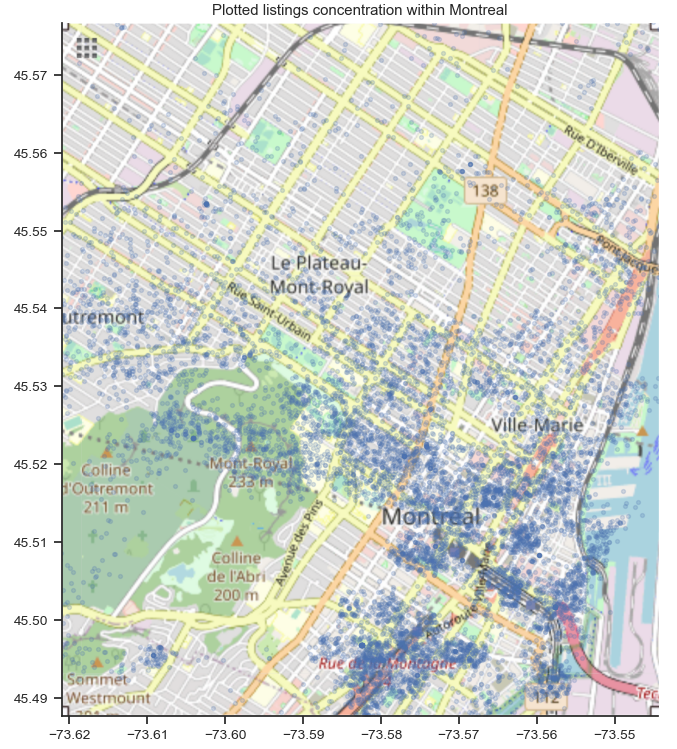 Plotted listings concentration within Montreal
45.57
45.56
45.55
45.54
45.53
45.52
45.51
45.50
45.49
Rue D'Iberville
138
Pont Jacque
Le Plateau-
Mont-Royal
Rue Saint-Urbain
utremont
Ville-Marie
Mont-Royal
233 m
Colline
d'Outremont
211 m
Montréal
Avenue des Pins
Colline
de l'Abri
200 m
Autoroute Ville-Marie
Rue de la Montagne
Sommet
Westmount
112
Tec
−73.62
−73.61
−73.60
−73.59
−73.58
−73.57
−73.56
−73.55